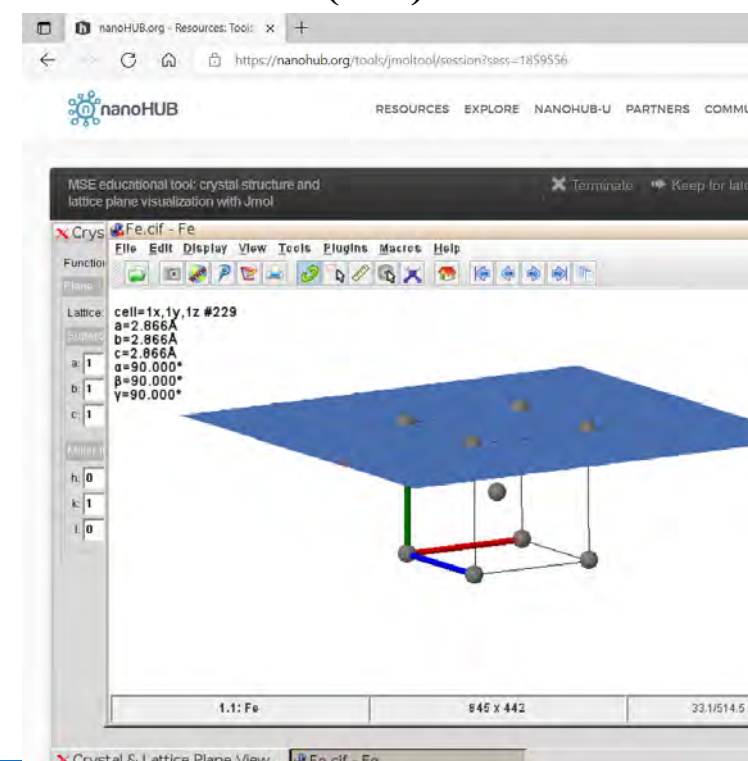 nanoHUB.org - Resources: Tool:
https://nanohub.org/tools/jmoltool/session?sess=1859556
nanoHUB
RESOURCES EXPLORE NANOHUB-U PARTNERS COMMU
MSE educational tool: crystal structure and
lattice plane visualization with Jmol
Terminate Keep for late
Crys
Fe.cif - Fe
File Edit Display View Tools Plugins Macros Help
Function
Plane
Lattice:
cell=1x,1y,1z #229
a=2.866Å
b=2.866Å
c=2.866Å
α=90.000°
β=90.000°
γ=90.000°
a: 1
b: 1
c: 1
h: 0
k: 1
l: 0
1.1: Fe
845 x 442
33.1/514.5
Crystal & Lattice Plane View
Fe.cif - Fe